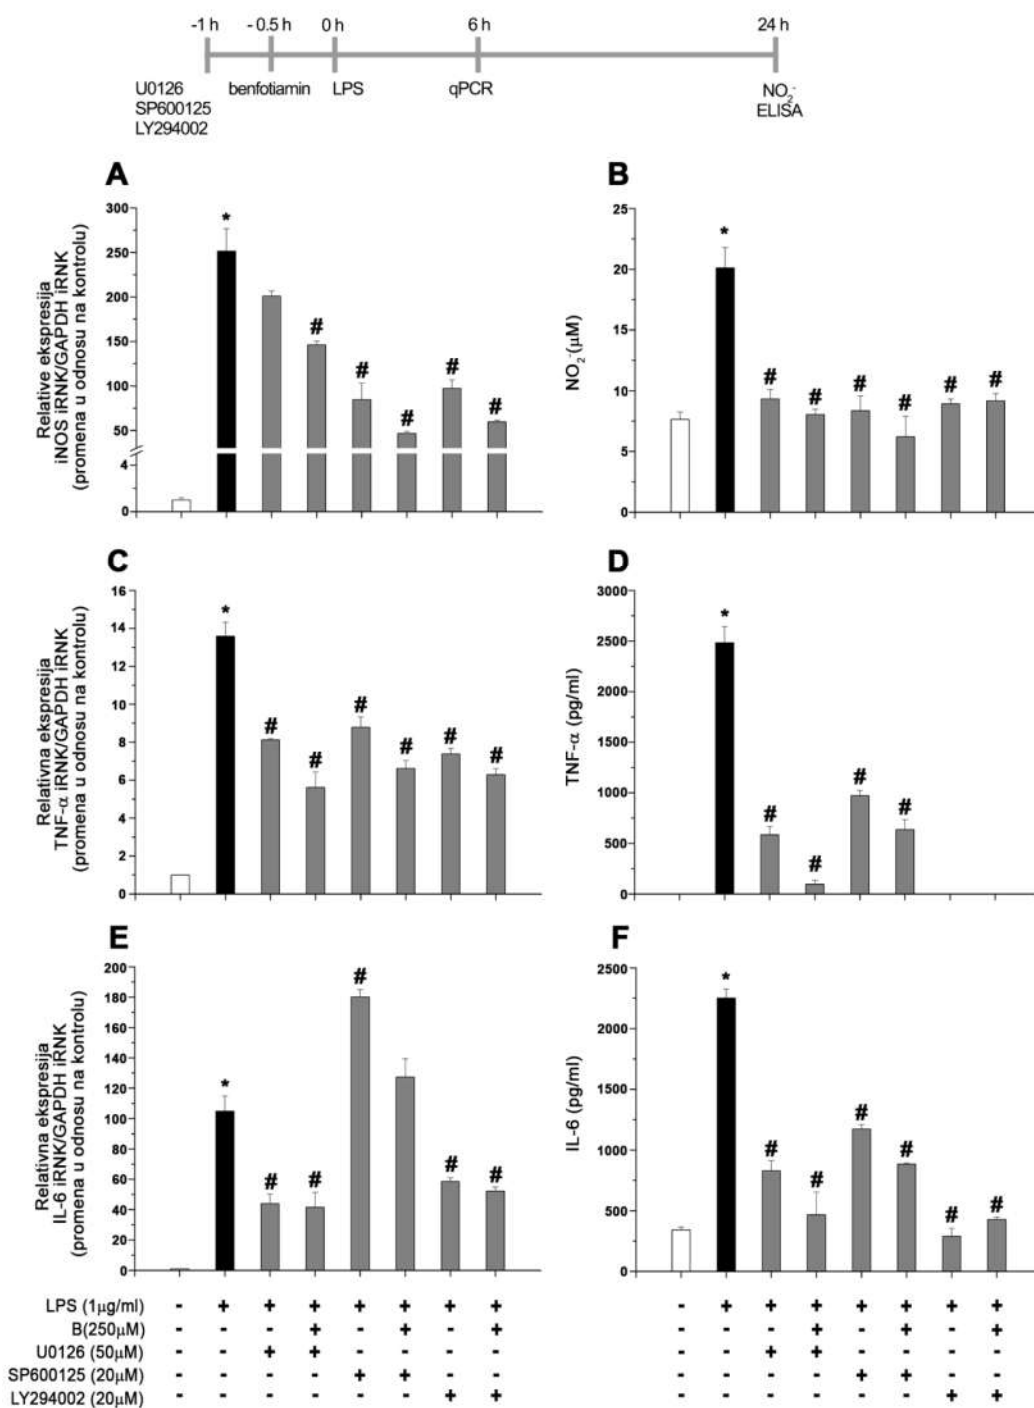 -1 h - 0.5 h 0 h 6 h 24 h
U0126 benfotiamin LPS qPCR NO₂⁻
SP600125 ELISA
LY294002
A
Relative ekspresija
iNOS iRNK/GAPDH iRNK
(promena u odnosu na kontrolu)
300
250
200
150
100
50
4
2
0
*
# # # # #
B
NO₂⁻(μM)
25
20
15
10
5
0
*
# # # # # #
C
Relativna ekspresija
TNF-α iRNK/GAPDH iRNK
(promena u odnosu na kontrolu)
16
14
12
10
8
6
4
2
0
*
# # # # # #
D
TNF-α (pg/ml)
3000
2500
2000
1500
1000
500
0
*
# # # #
E
Relativna ekspresija
IL-6 iRNK/GAPDH iRNK
(promena u odnosu na kontrolu)
200
180
160
140
120
100
80
60
40
20
0
*
# # # # #
F
IL-6 (pg/ml)
2500
2000
1500
1000
500
0
*
# # # # # #
LPS (1μg/ml) - + + + + + + + - + + + + + + +
B(250μM) - - - + - + - + - - - + - + - +
U0126 (50μM) - - + + - - - - - - + + - - - -
SP600125 (20μM) - - - - + + - - - - - - + + - -
LY294002 (20μM) - - - - - - + + - - - - - - + +